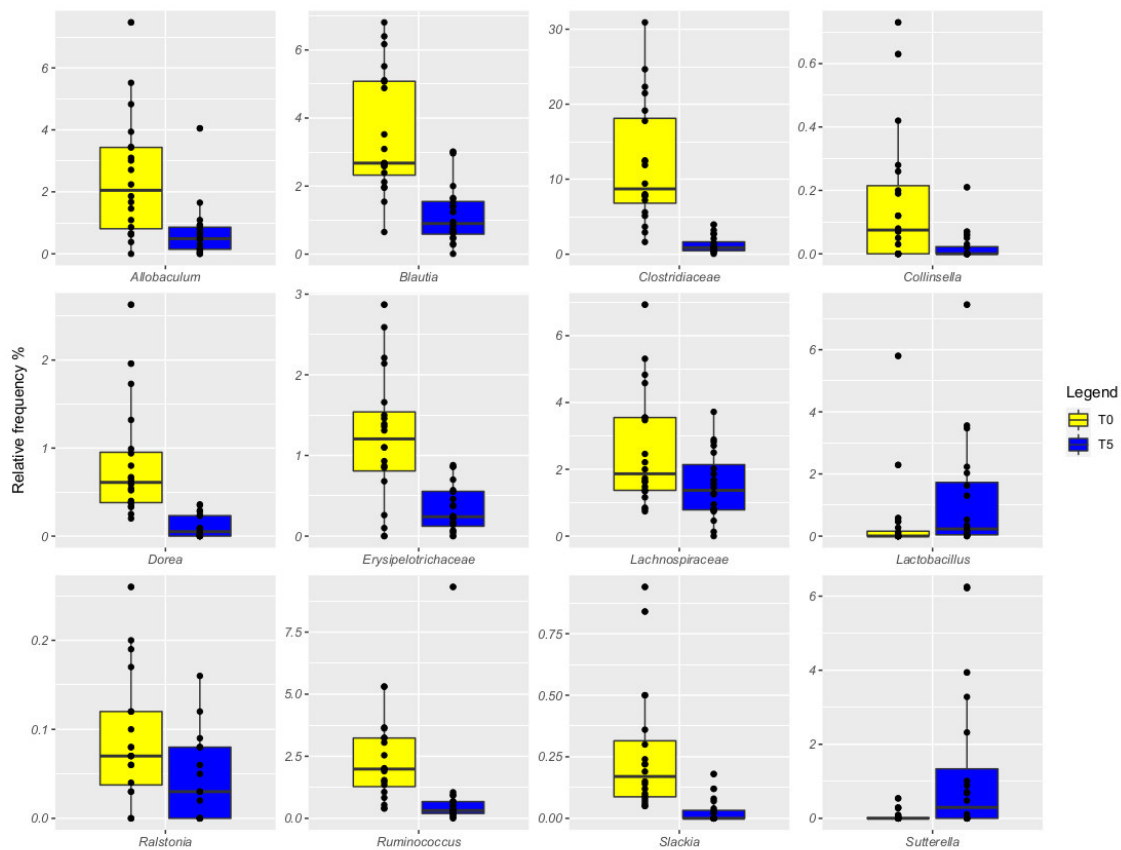 6
4
2
0
Allobaculum
6
4
2
0
Blautia
30
20
10
0
Clostridiaceae
0.6
0.4
0.2
0.0
Collinsella
Relative frequency %
2
1
0
Dorea
3
2
1
0
Erysipelotrichaceae
6
4
2
0
Lachnospiraceae
6
4
2
0
Lactobacillus
Legend
T0
T5
0.2
0.1
0.0
Ralstonia
7.5
5.0
2.5
0.0
Ruminococcus
0.75
0.50
0.25
0.00
Slackia
6
4
2
0
Sutterella